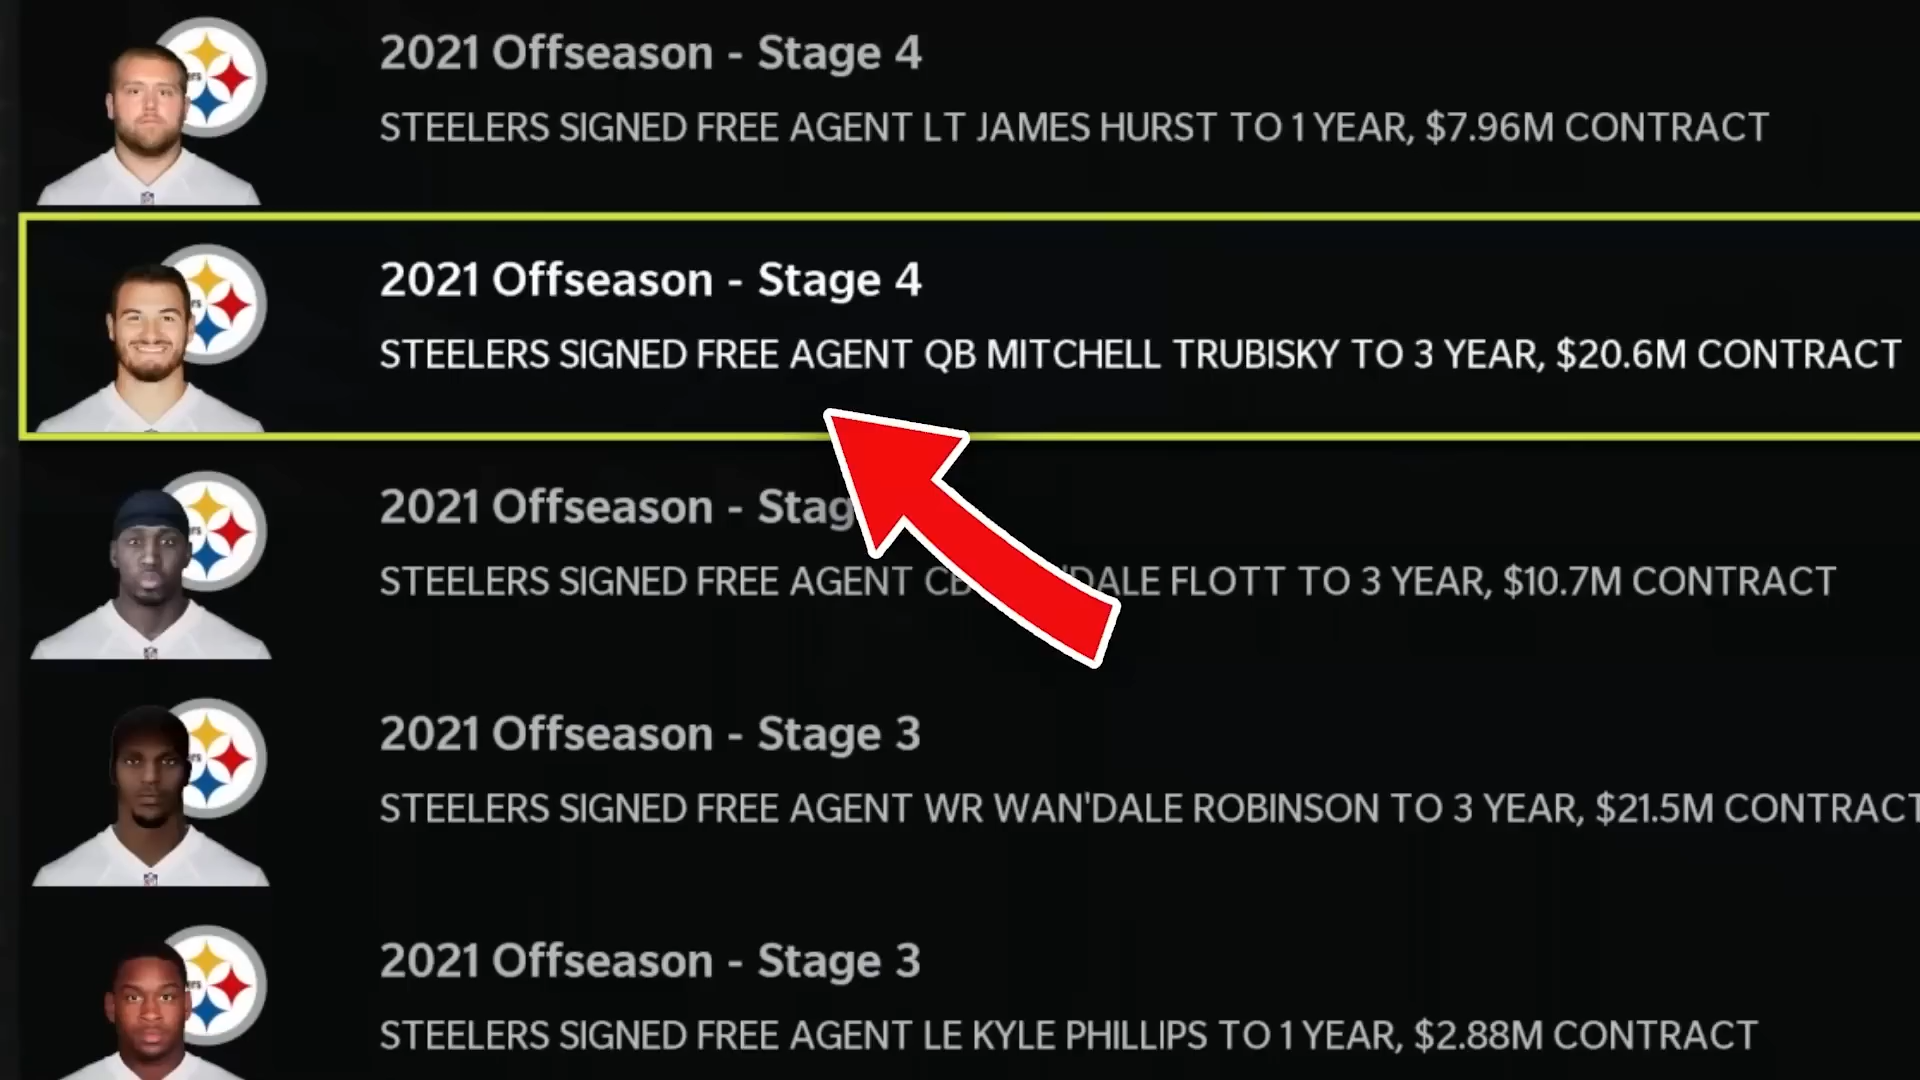 2021 Offseason - Stage 4
STEELERS SIGNED FREE AGENT LT JAMES HURST TO 1 YEAR, $7.96M CONTRACT
2021 Offseason - Stage 4
STEELERS SIGNED FREE AGENT QB MITCHELL TRUBISKY TO 3 YEAR, $20.6M CONTRACT
2021 Offseason -
STEELERS SIGNED FREE AGENT FLOTT TO 3 YEAR, $10.7M CONTRACT
2021 Offseason - Stage 3
STEELERS SIGNED FREE AGENT WR WAN'DALE ROBINSON TO 3 YEAR, $21.5M CONTRACT
2021 Offseason - Stage 3
STEELERS SIGNED FREE AGENT LE KYLE PHILLIPS TO 1 YEAR, $2.88M CONTRACT